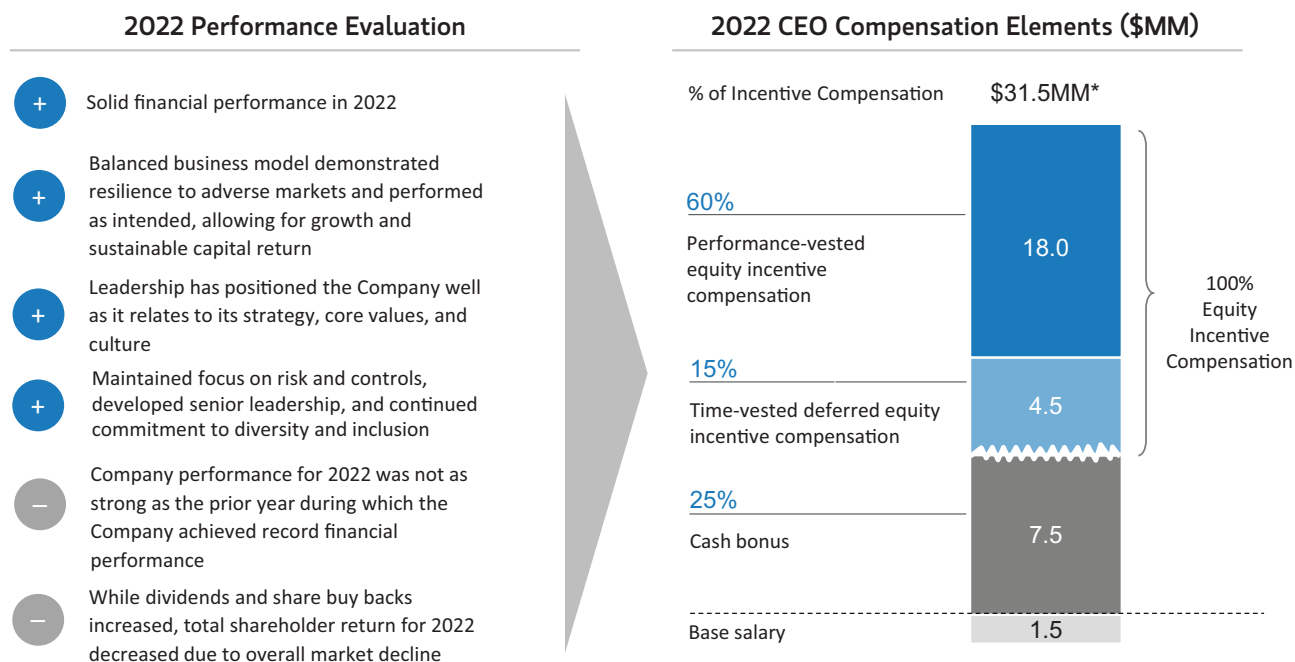 2022 Performance Evaluation
+
Solid financial performance in 2022
+
Balanced business model demonstrated
resilience to adverse markets and performed
as intended, allowing for growth and
sustainable capital return
+
Leadership has positioned the Company well
as it relates to its strategy, core values, and
culture
+
Maintained focus on risk and controls,
developed senior leadership, and continued
commitment to diversity and inclusion
–
Company performance for 2022 was not as
strong as the prior year during which the
Company achieved record financial
performance
–
While dividends and share buy backs
increased, total shareholder return for 2022
decreased due to overall market decline
2022 CEO Compensation Elements ($MM)
% of Incentive Compensation
$31.5MM*
60%
Performance-vested
equity incentive
compensation
18.0
15%
Time-vested deferred equity
incentive compensation
4.5
100%
Equity
Incentive
Compensation
25%
Cash bonus
7.5
Base salary
1.5